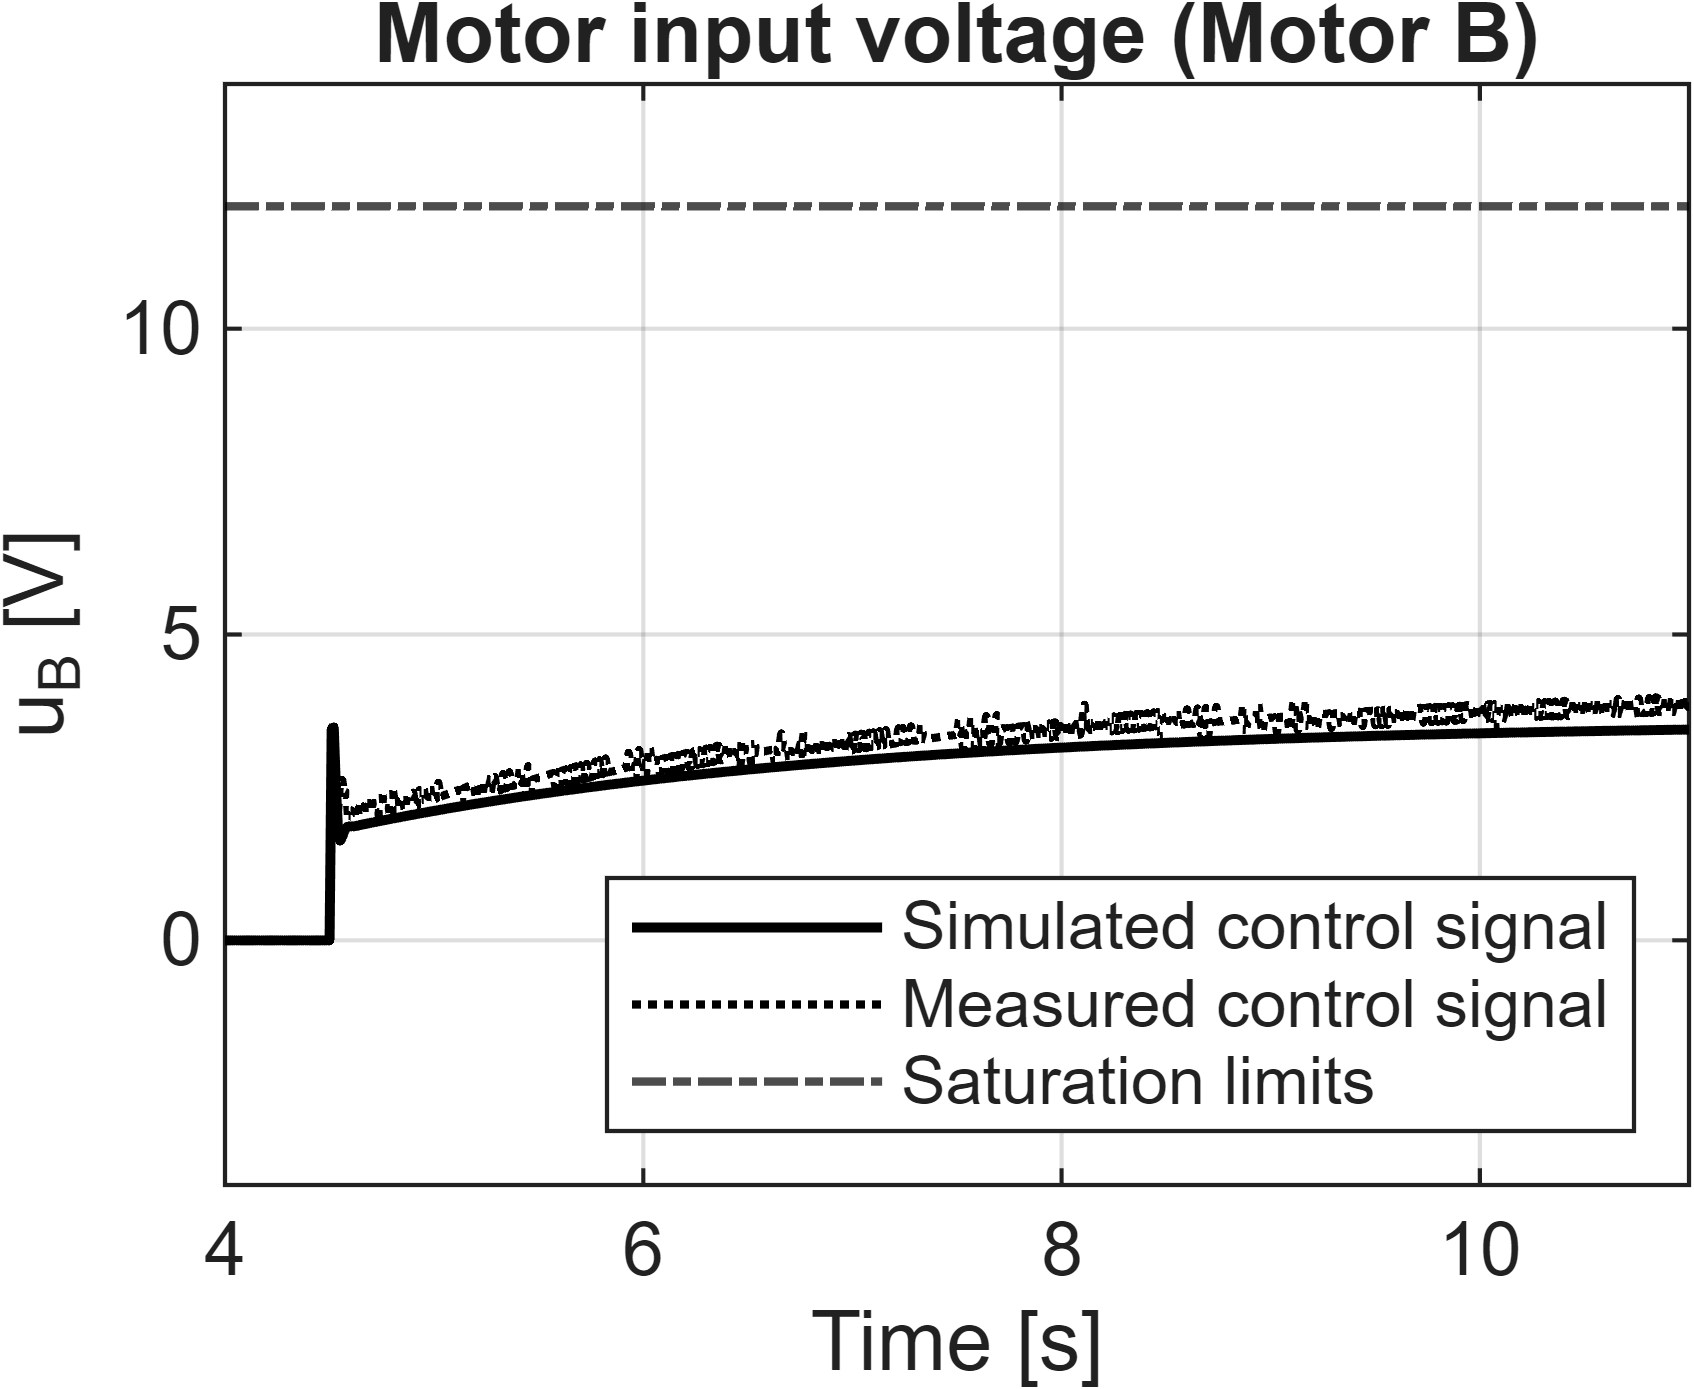 Motor input voltage (Motor B)
10
5
0
u_B [V]
Simulated control signal
Measured control signal
Saturation limits
4 6 8 10
Time [s]